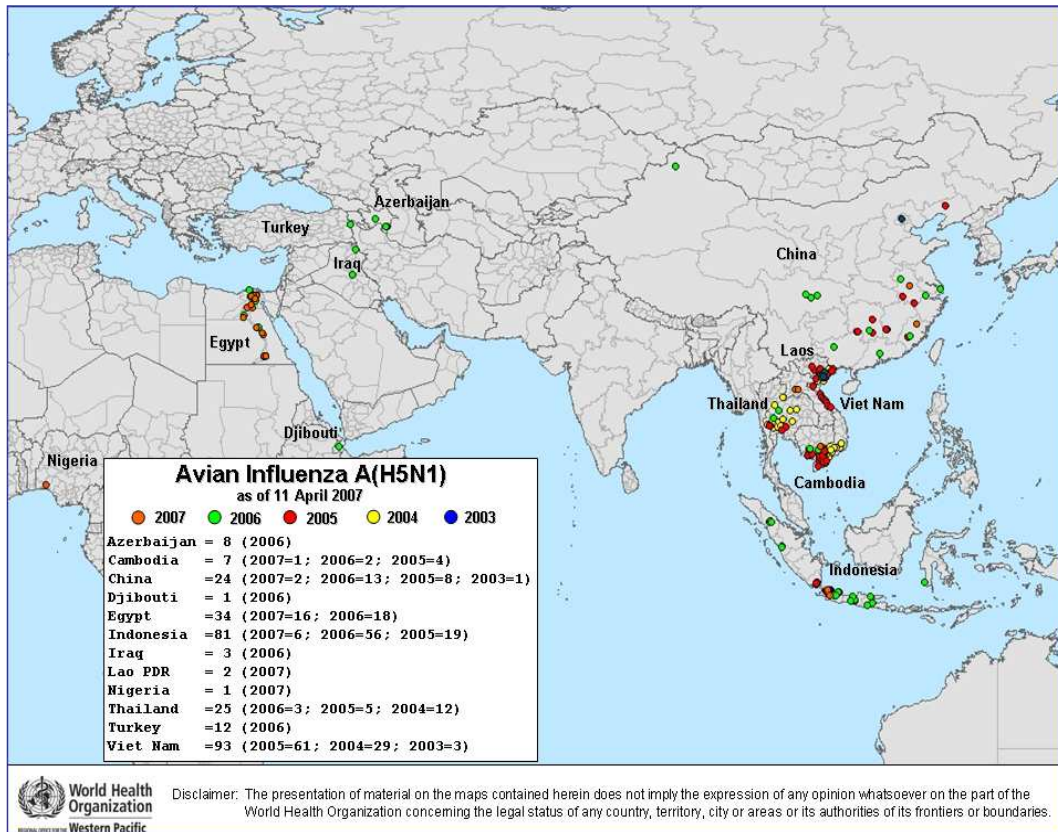 Azerbaijan
Turkey
Iraq
China
Egypt
Laos
Thailand
Viet Nam
Djibouti
Nigeria
Cambodia
Indonesia
Avian Influenza A(H5N1)
as of 11 April 2007
2007 2006 2005 2004 2003
Azerbaijan = 8 (2006)
Cambodia = 7 (2007=1; 2006=2; 2005=4)
China =24 (2007=2; 2006=13; 2005=8; 2003=1)
Djibouti = 1 (2006)
Egypt =34 (2007=16; 2006=18)
Indonesia =81 (2007=6; 2006=56; 2005=19)
Iraq = 3 (2006)
Lao PDR = 2 (2007)
Nigeria = 1 (2007)
Thailand =25 (2006=3; 2005=5; 2004=12)
Turkey =12 (2006)
Viet Nam =93 (2005=61; 2004=29; 2003=3)
World Health
Organization
REGIONAL OFFICE FOR THE Western Pacific
Disclaimer: The presentation of material on the maps contained herein does not imply the expression of any opinion whatsoever on the part of the
World Health Organization concerning the legal status of any country, territory, city or areas or its authorities of its frontiers or boundaries.